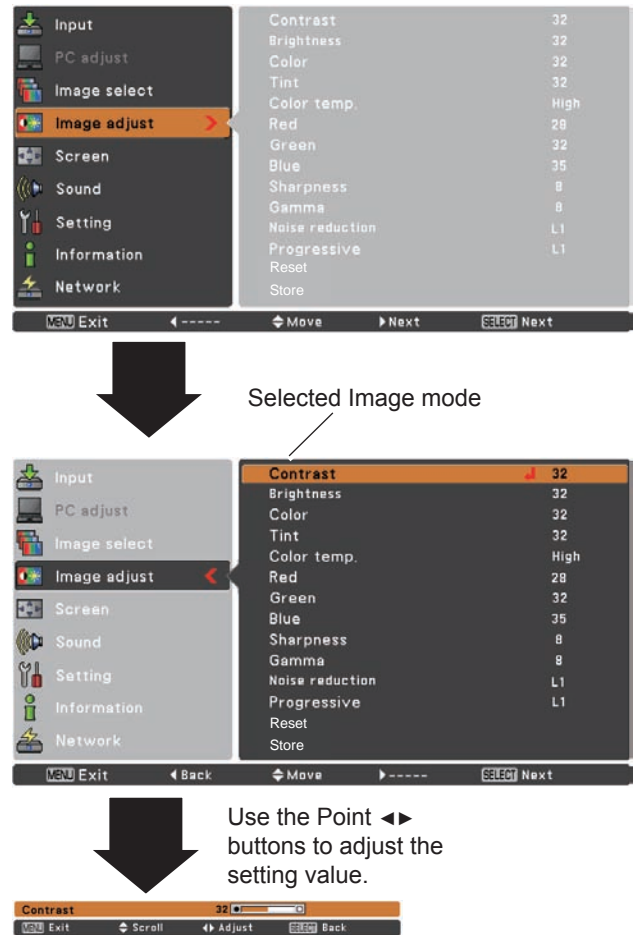 Input
PC adjust
Image select
Image adjust
Screen
Sound
Setting
Information
Network
Contrast 32
Brightness 32
Color 32
Tint 32
Color temp. High
Red 28
Green 32
Blue 35
Sharpness 8
Gamma 8
Noise reduction L1
Progressive L1
Reset
Store
MENU Exit ◀----- ◆Move ▶Next SELECT Next
Selected Image mode
Input
PC adjust
Image select
Image adjust
Screen
Sound
Setting
Information
Network
Contrast 32
Brightness 32
Color 32
Tint 32
Color temp. High
Red 28
Green 32
Blue 35
Sharpness 8
Gamma 8
Noise reduction L1
Progressive L1
Reset
Store
MENU Exit ◀Back ◆Move ▶----- SELECT Next
Use the Point ◄►
buttons to adjust the
setting value.
Contrast 32
MENU Exit ◆Scroll ◀▶Adjust SELECT Back